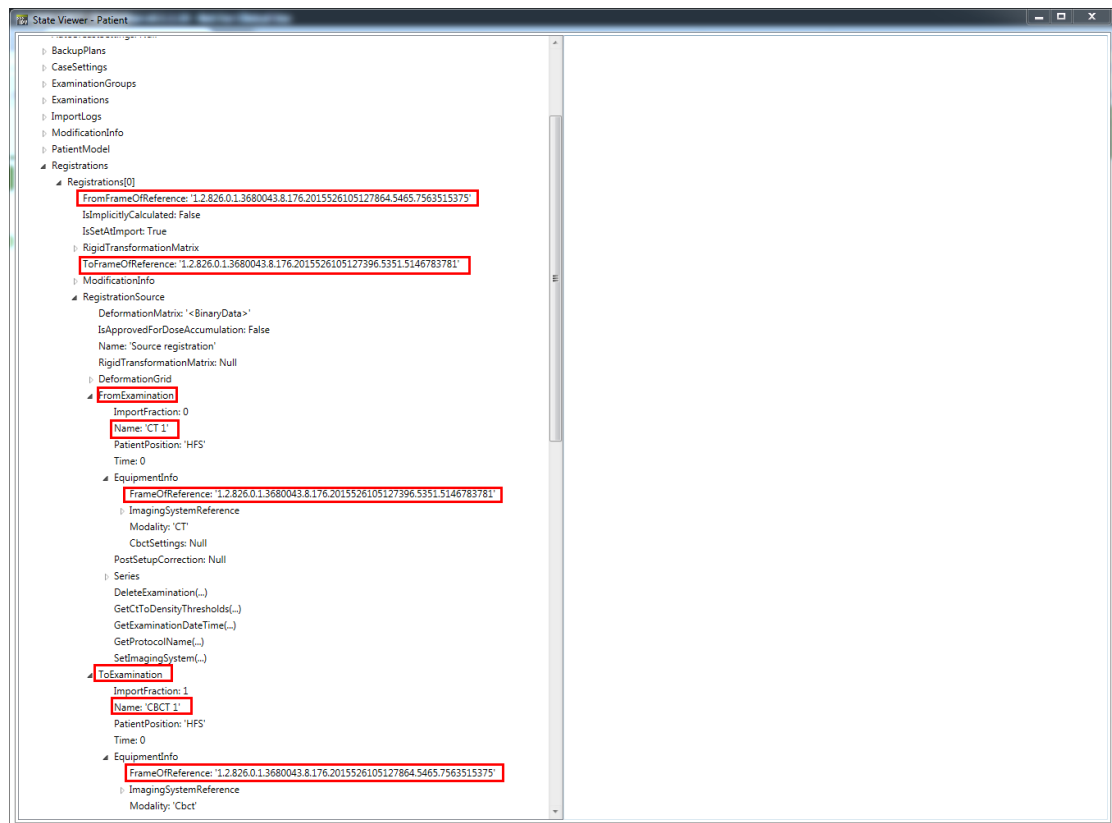 State Viewer - Patient
BackupPlans
CaseSettings
ExaminationGroups
Examinations
ImportLogs
ModificationInfo
PatientModel
Registrations
Registrations[0]
FromFrameOfReference: '1.2.826.0.1.3680043.8.176.2015526105127864.5465.7563515375'
IsImplicitlyCalculated: False
IsSetAtImport: True
RigidTransformationMatrix
ToFrameOfReference: '1.2.826.0.1.3680043.8.176.2015526105127396.5351.5146783781'
ModificationInfo
RegistrationSource
DeformationMatrix: '<BinaryData>'
IsApprovedForDoseAccumulation: False
Name: 'Source registration'
RigidTransformationMatrix: Null
DeformationGrid
FromExamination
ImportFraction: 0
Name: 'CT 1'
PatientPosition: 'HFS'
Time: 0
EquipmentInfo
FrameOfReference: '1.2.826.0.1.3680043.8.176.2015526105127396.5351.5146783781'
ImagingSystemReference
Modality: 'CT'
CbctSettings: Null
PostSetupCorrection: Null
Series
DeleteExamination(...)
GetCtToDensityThresholds(...)
GetExaminationDateTime(...)
GetProtocolName(...)
SetImagingSystem(...)
ToExamination
ImportFraction: 1
Name: 'CBCT 1'
PatientPosition: 'HFS'
Time: 0
EquipmentInfo
FrameOfReference: '1.2.826.0.1.3680043.8.176.2015526105127864.5465.7563515375'
ImagingSystemReference
Modality: 'Cbct'